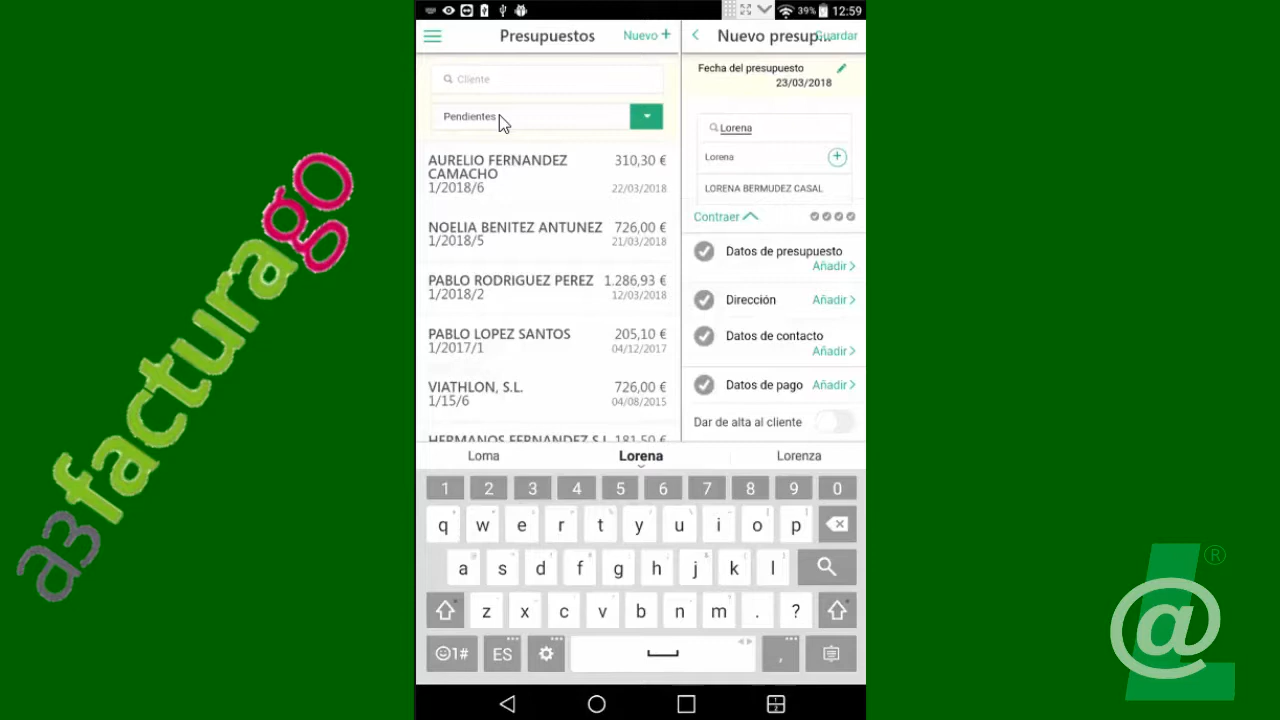 39% 12:59
Presupuestos
Nuevo +
Nuevo presup...
Guardar
Cliente
Pendientes
AURELIO FERNANDEZ CAMACHO 310,30 €
1/2018/6 22/03/2018
NOELIA BENITEZ ANTUNEZ 726,00 €
1/2018/5 21/03/2018
PABLO RODRIGUEZ PEREZ 1.286,93 €
1/2018/2 12/03/2018
PABLO LOPEZ SANTOS 205,10 €
1/2017/1 04/12/2017
VIATHLON, S.L. 726,00 €
1/15/6 04/08/2015
HERMANOS FERNANDEZ S.L 181,50 €
Fecha del presupuesto
23/03/2018
Lorena
Lorena
LORENA BERMUDEZ CASAL
Contraer
Datos de presupuesto
Añadir
Dirección Añadir
Datos de contacto
Añadir
Datos de pago Añadir
Dar de alta al cliente
Loma Lorena Lorenza
1 2 3 4 5 6 7 8 9 0
q w e r t y u i o p
a s d f g h j k l
z x c v b n m . ?
1# ES ,
a3facturago
L@®